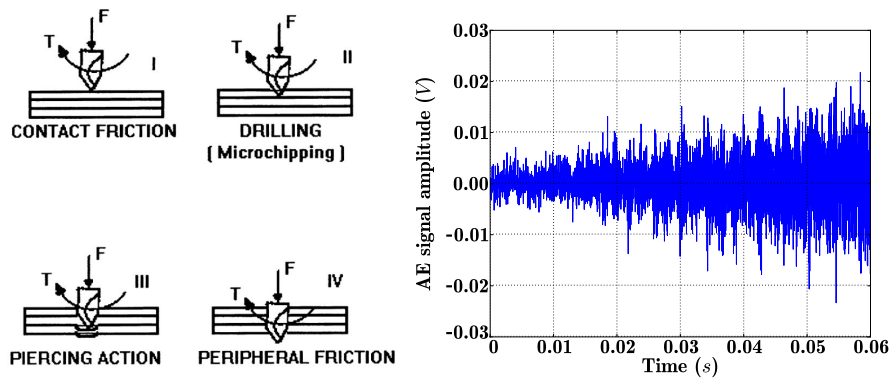 F
T
I
CONTACT FRICTION
F
T
II
DRILLING
( Microchipping )
F
T
III
PIERCING ACTION
F
T
IV
PERIPHERAL FRICTION
AE signal amplitude (V)
0.03
0.03
0.02
0.01
0.00
-0.01
-0.02
-0.03
0
0.01
0.02
0.03
0.04
0.05
0.06
Time (s)